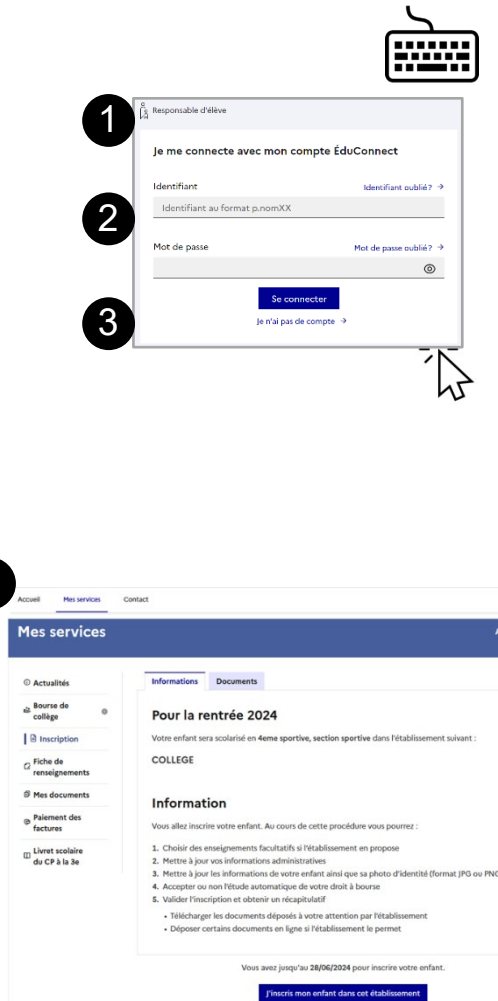 1
Responsable d'élève
Je me connecte avec mon compte ÉduConnect
Identifiant
Identifiant oublié? →
Identifiant au format p.nomXX
2
Mot de passe
Mot de passe oublié? →
Se connecter
3
Je n'ai pas de compte →
Accueil
Mes services
Contact
Mes services
Actualités
Bourse de
collège
Inscription
Fiche de
renseignements
Mes documents
Paiement des
factures
Livret scolaire
du CP à la 3e
Informations
Documents
Pour la rentrée 2024
Votre enfant sera scolarisé en 4eme sportive, section sportive dans l'établissement suivant :
COLLEGE
Information
Vous allez inscrire votre enfant. Au cours de cette procédure vous pourrez :
1. Choisir des enseignements facultatifs si l'établissement en propose
2. Mettre à jour vos informations administratives
3. Mettre à jour les informations de votre enfant ainsi que sa photo d'identité (format JPG ou PNG
4. Accepter ou non l'étude automatique de votre droit à bourse
5. Valider l'inscription et obtenir un récapitulatif
• Télécharger les documents déposés à votre attention par l'établissement
• Déposer certains documents en ligne si l'établissement le permet
Vous avez jusqu'au 28/06/2024 pour inscrire votre enfant.
J'inscris mon enfant dans cet établissement